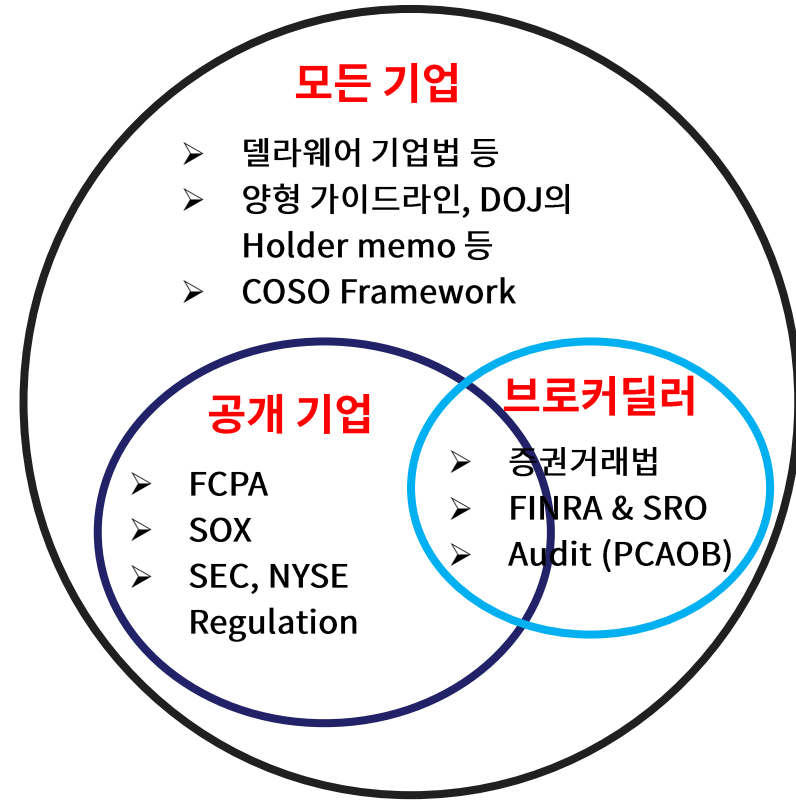 모든 기업
➢ 델라웨어 기업법 등
➢ 양형 가이드라인, DOJ의
Holder memo 등
➢ COSO Framework
공개 기업
➢ FCPA
➢ SOX
➢ SEC, NYSE
Regulation
브로커딜러
➢ 증권거래법
➢ FINRA & SRO
➢ Audit (PCAOB)